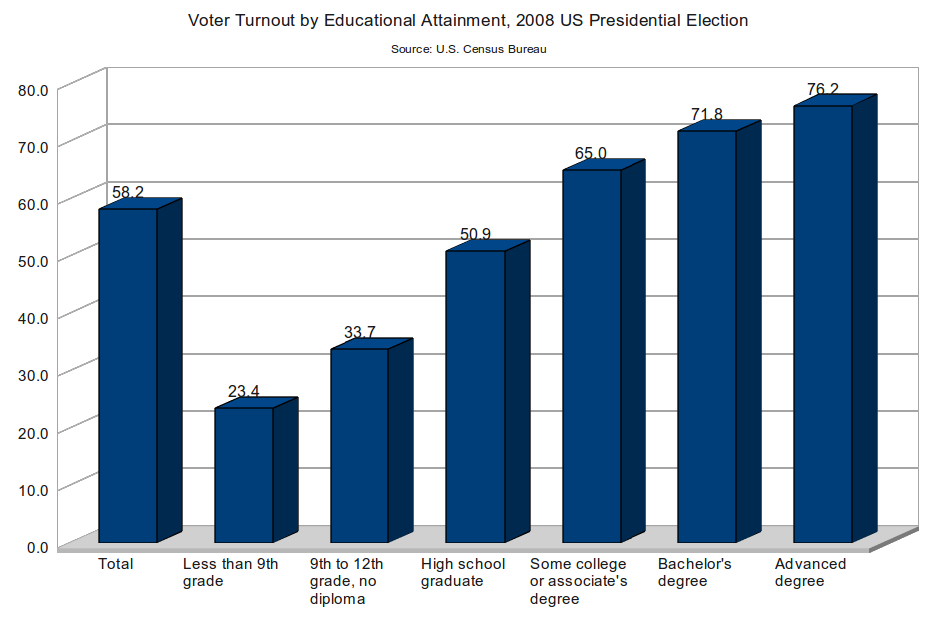 Voter Turnout by Educational Attainment, 2008 US Presidential Election
Source: U.S. Census Bureau
80.0
70.0
60.0
50.0
40.0
30.0
20.0
10.0
0.0
58.2
23.4
33.7
50.9
65.0
71.8
76.2
Total
Less than 9th
grade
9th to 12th
grade, no
diploma
High school
graduate
Some college
or associate's
degree
Bachelor's
degree
Advanced
degree